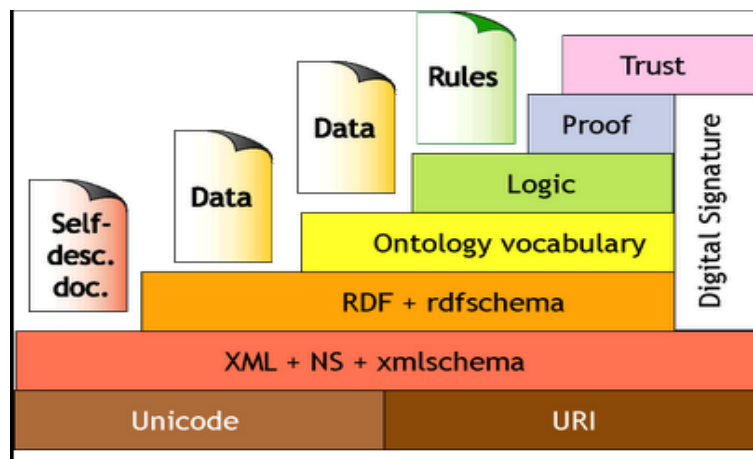 Trust
Rules
Proof
Data
Logic
Digital Signature
Data
Ontology vocabulary
Self-
desc.
doc.
RDF + rdfschema
XML + NS + xmlschema
Unicode
URI